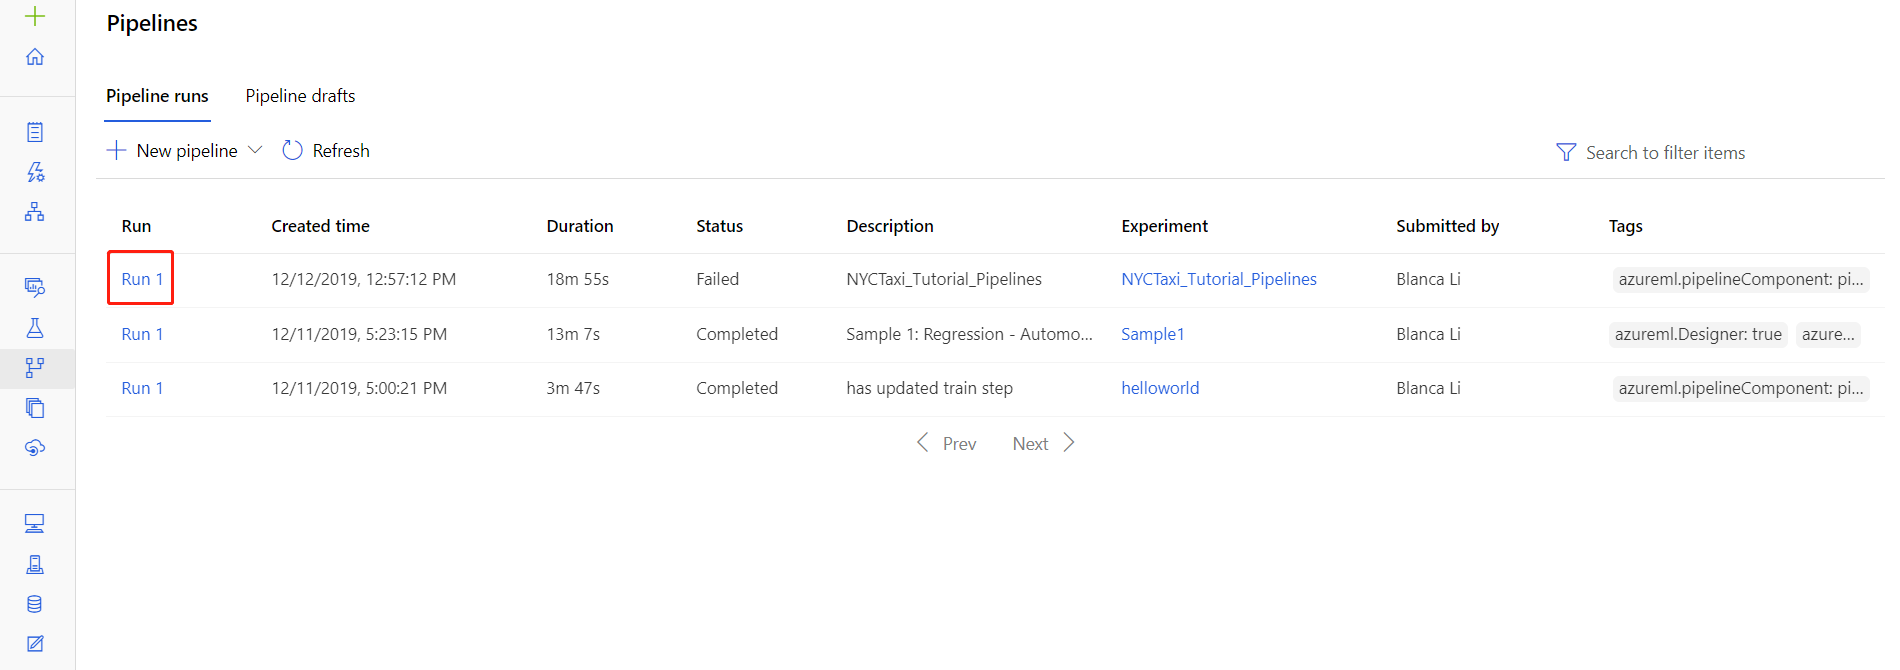 Pipelines
Pipeline runs Pipeline drafts
New pipeline Refresh Search to filter items
Run Created time Duration Status Description Experiment Submitted by Tags
Run 1 12/12/2019, 12:57:12 PM 18m 55s Failed NYCTaxi_Tutorial_Pipelines NYCTaxi_Tutorial_Pipelines Blanca Li azureml.pipelineComponent: pi...
Run 1 12/11/2019, 5:23:15 PM 13m 7s Completed Sample 1: Regression - Automo... Sample1 Blanca Li azureml.Designer: true azure...
Run 1 12/11/2019, 5:00:21 PM 3m 47s Completed has updated train step helloworld Blanca Li azureml.pipelineComponent: pi...
Prev Next